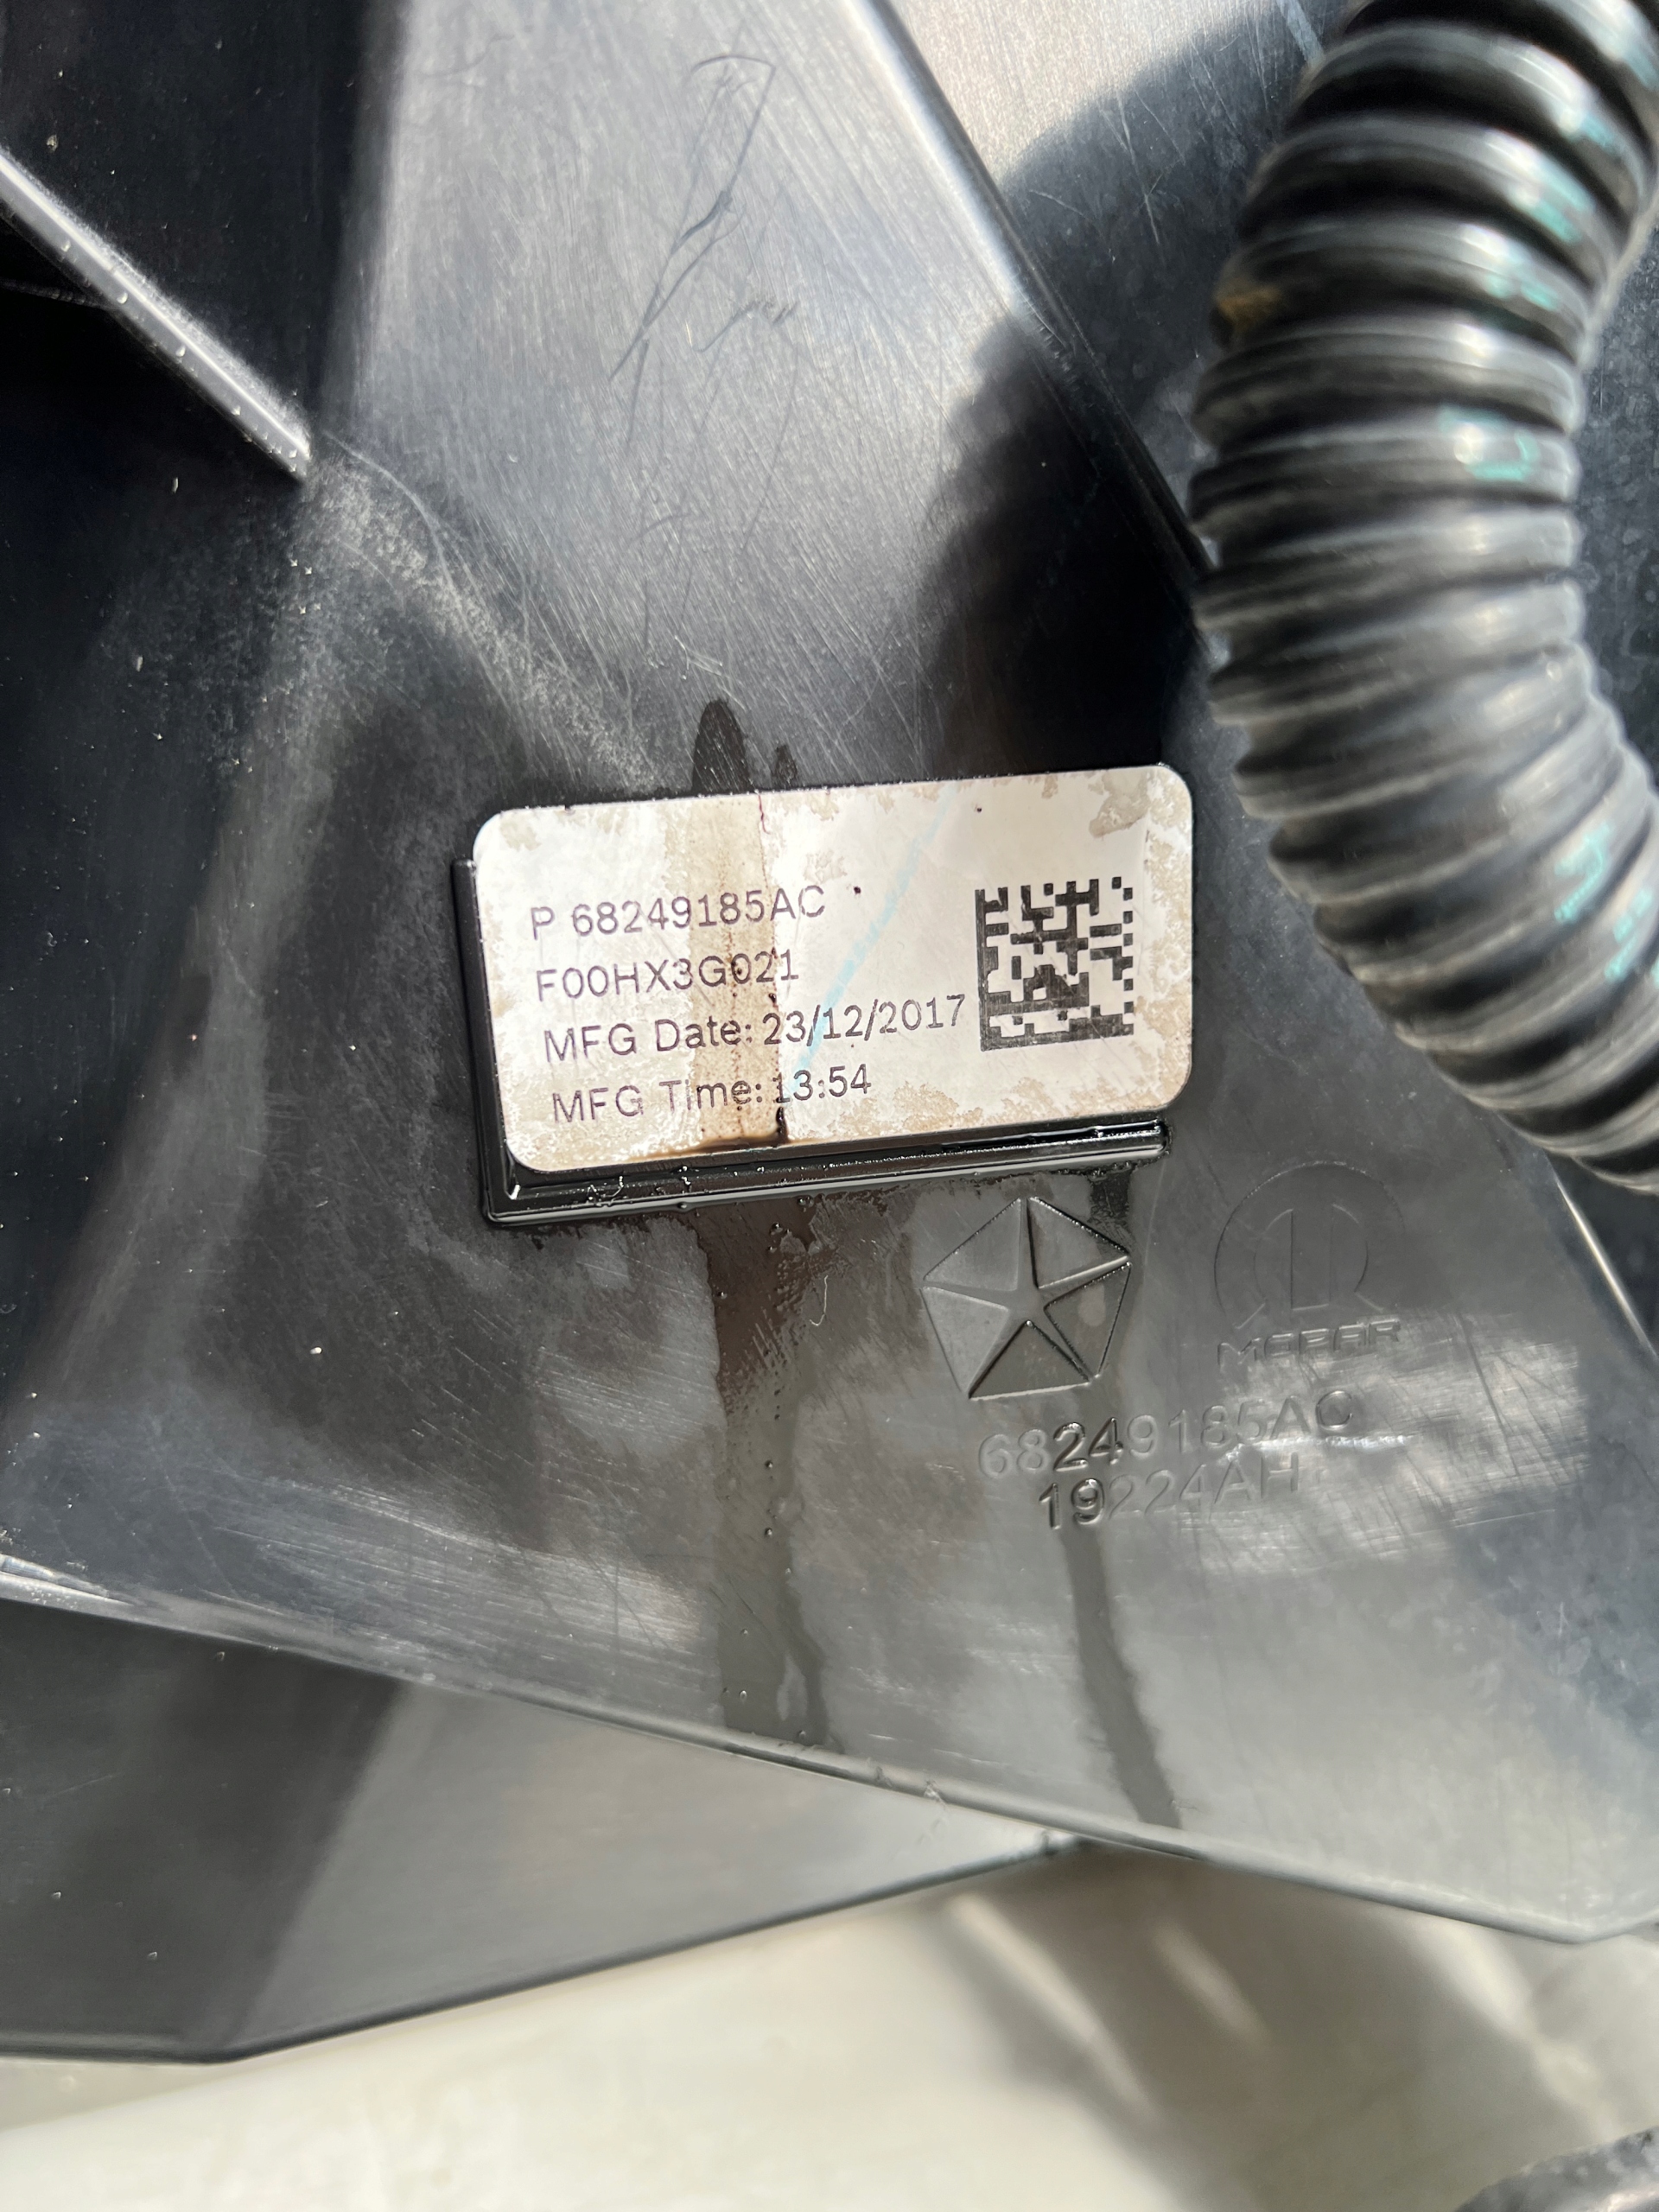 P 68249185AC
F00HX3G021
MFG Date: 23/12/2017
MFG Time: 13:54
MOPAR
68249185AC
19224AH